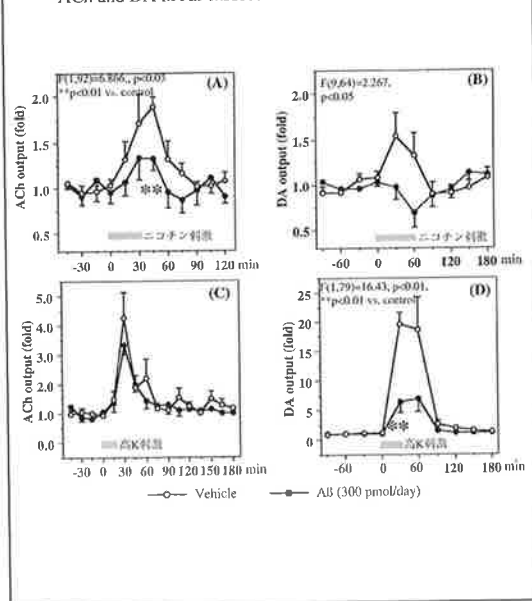 ACh and DA
F(1,92)=6.866, p<0.05
**p<0.01 vs. control
(A)
ACh output (fold)
2.0
1.5
1.0
0.5
**
ニコチン刺激
-30 0 30 60 90 120 min
F(9,64)=2.267,
p<0.05
(B)
DA output (fold)
2.0
1.5
1.0
0.5
ニコチン刺激
-60 0 60 120 180 min
(C)
ACh output (fold)
5.0
4.0
3.0
2.0
1.0
0.0
高K刺激
-30 0 30 60 90 120 150 180 min
F(1,79)=16.43, p<0.01,
**p<0.01 vs. control
(D)
DA output (fold)
25
20
15
10
5
0
**
高K刺激
-60 0 60 120 180 min
Vehicle
Aß (300 pmol/day)